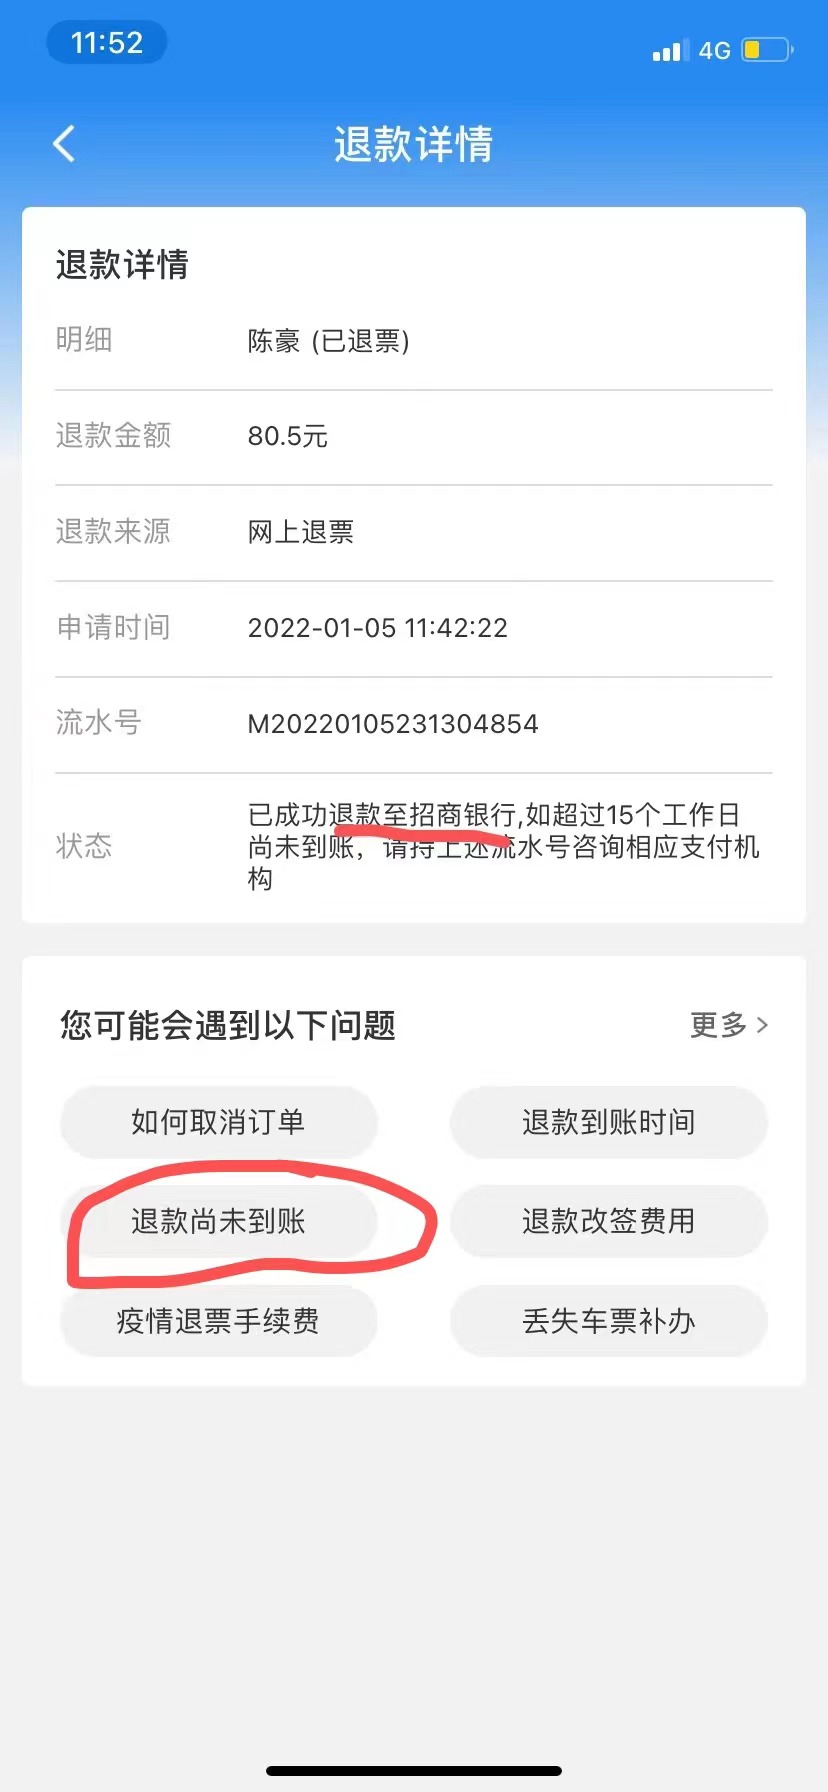 11:52
4G
退款详情
退款详情
明细 陈豪 (已退票)
退款金额 80.5元
退款来源 网上退票
申请时间 2022-01-05 11:42:22
流水号 M20220105231304854
状态 已成功退款至招商银行,如超过15个工作日
尚未到账，请持上述流水号咨询相应支付机
构
您可能会遇到以下问题 更多
如何取消订单 退款到账时间
退款尚未到账 退款改签费用
疫情退票手续费 丢失车票补办